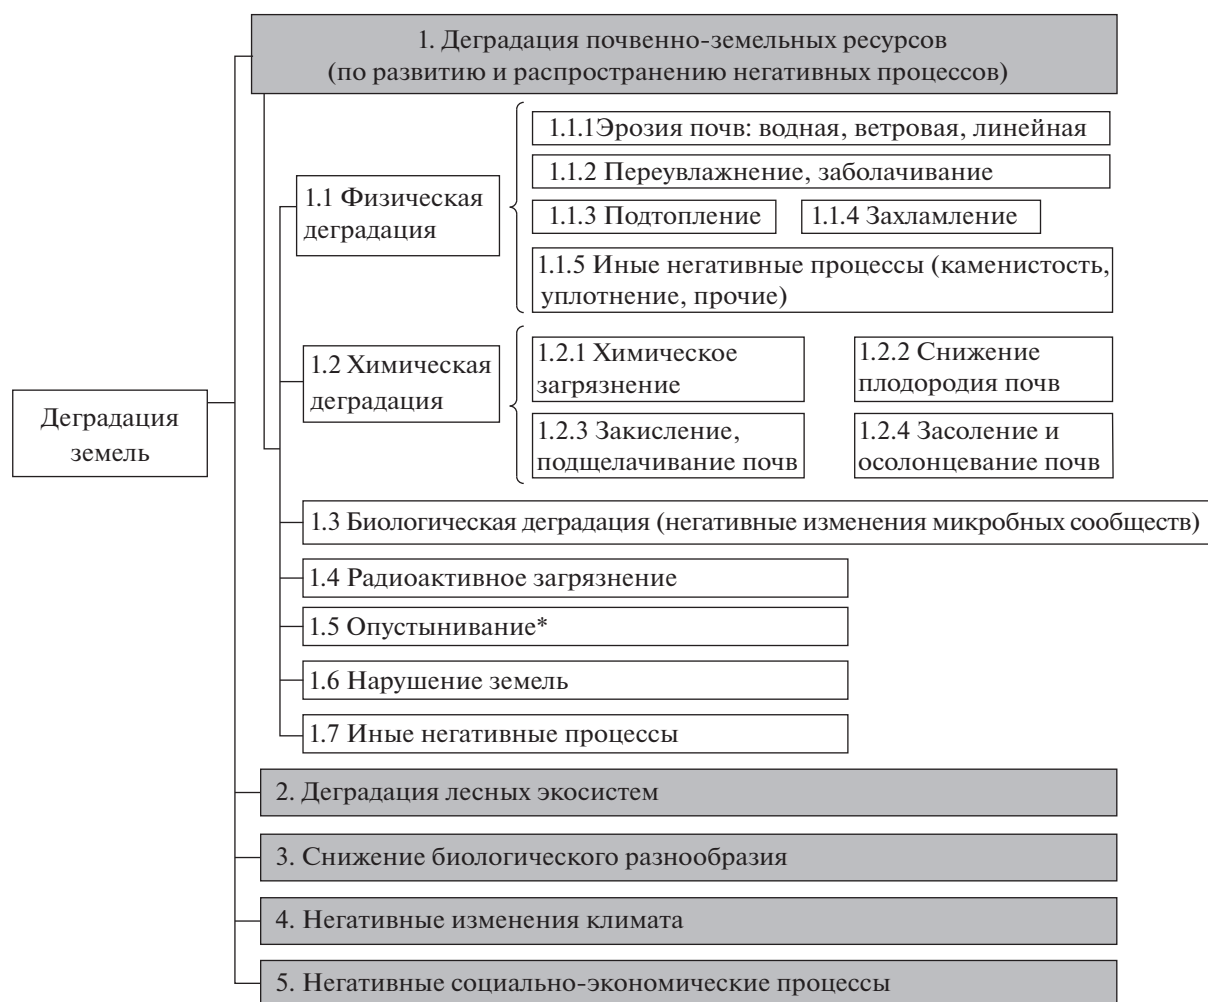 1. Деградация почвенно-земельных ресурсов
(по развитию и распространению негативных процессов)
1.1.1Эрозия почв: водная, ветровая, линейная
1.1.2 Переувлажнение, заболачивание
1.1 Физическая
деградация
1.1.3 Подтопление
1.1.4 Захламление
1.1.5 Иные негативные процессы (каменистость,
уплотнение, прочие)
1.2 Химическая
деградация
1.2.1 Химическое
загрязнение
1.2.2 Снижение
плодородия почв
Деградация
земель
1.2.3 Закисление,
подщелачивание почв
1.2.4 Засоление и
осолонцевание почв
1.3 Биологическая деградация (негативные изменения микробных сообществ)
1.4 Радиоактивное загрязнение
1.5 Опустынивание*
1.6 Нарушение земель
1.7 Иные негативные процессы
2. Деградация лесных экосистем
3. Снижение биологического разнообразия
4. Негативные изменения климата
5. Негативные социально-экономические процессы